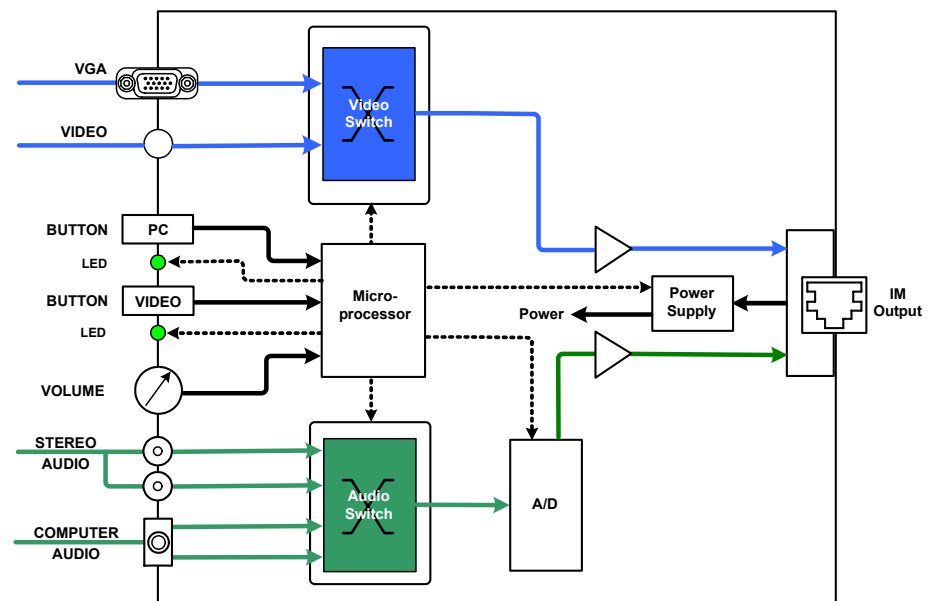 VGA
VIDEO
Video
Switch
BUTTON
PC
LED
BUTTON
VIDEO
LED
VOLUME
Micro-
processor
Power
Supply
Power
IM
Output
STEREO
AUDIO
COMPUTER
AUDIO
Audio
Switch
A/D